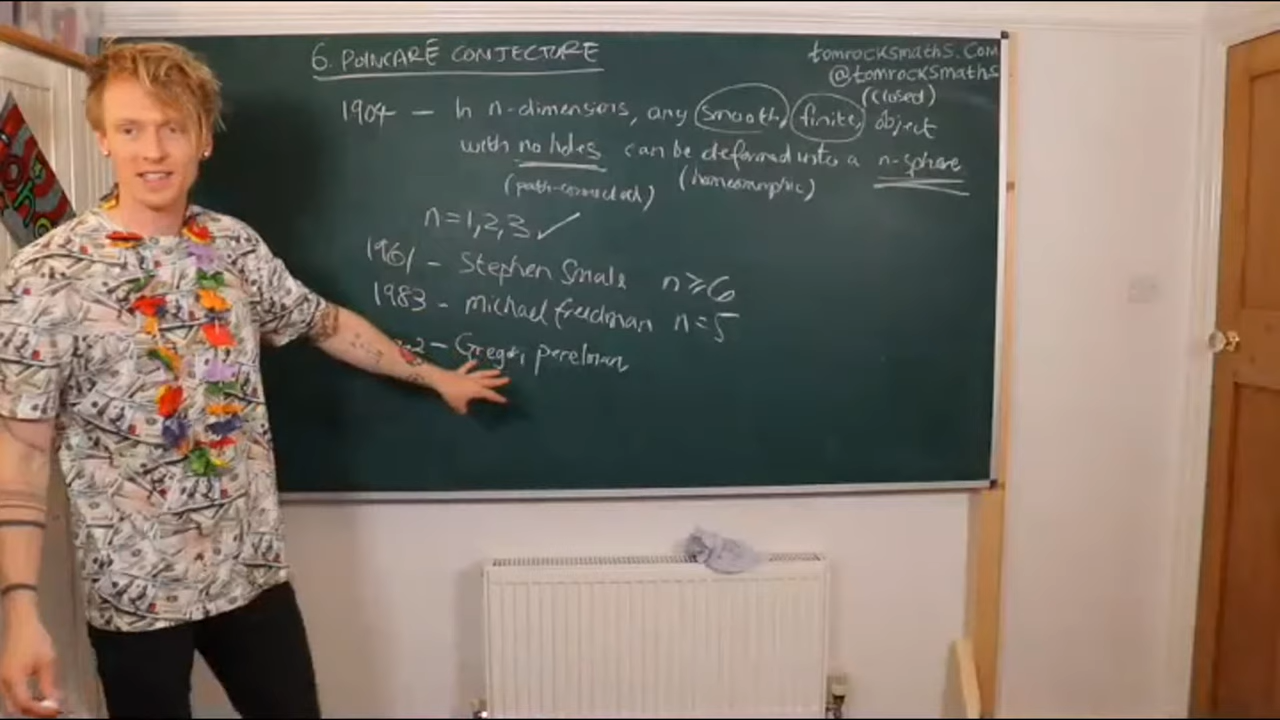 6. POINCARÉ CONJECTURE
tomrocksmaths.com
@tomrocksmaths
(closed)
1904 – In n-dimensions, any smooth, finite, object
with no holes can be deformed into a n-sphere
(path-connected) (homeomorphic)
n=1,2,3 ✓
1961 – Stephen Smale n≥6
1983 – Michael Freedman n=5
– Grigori Perelman